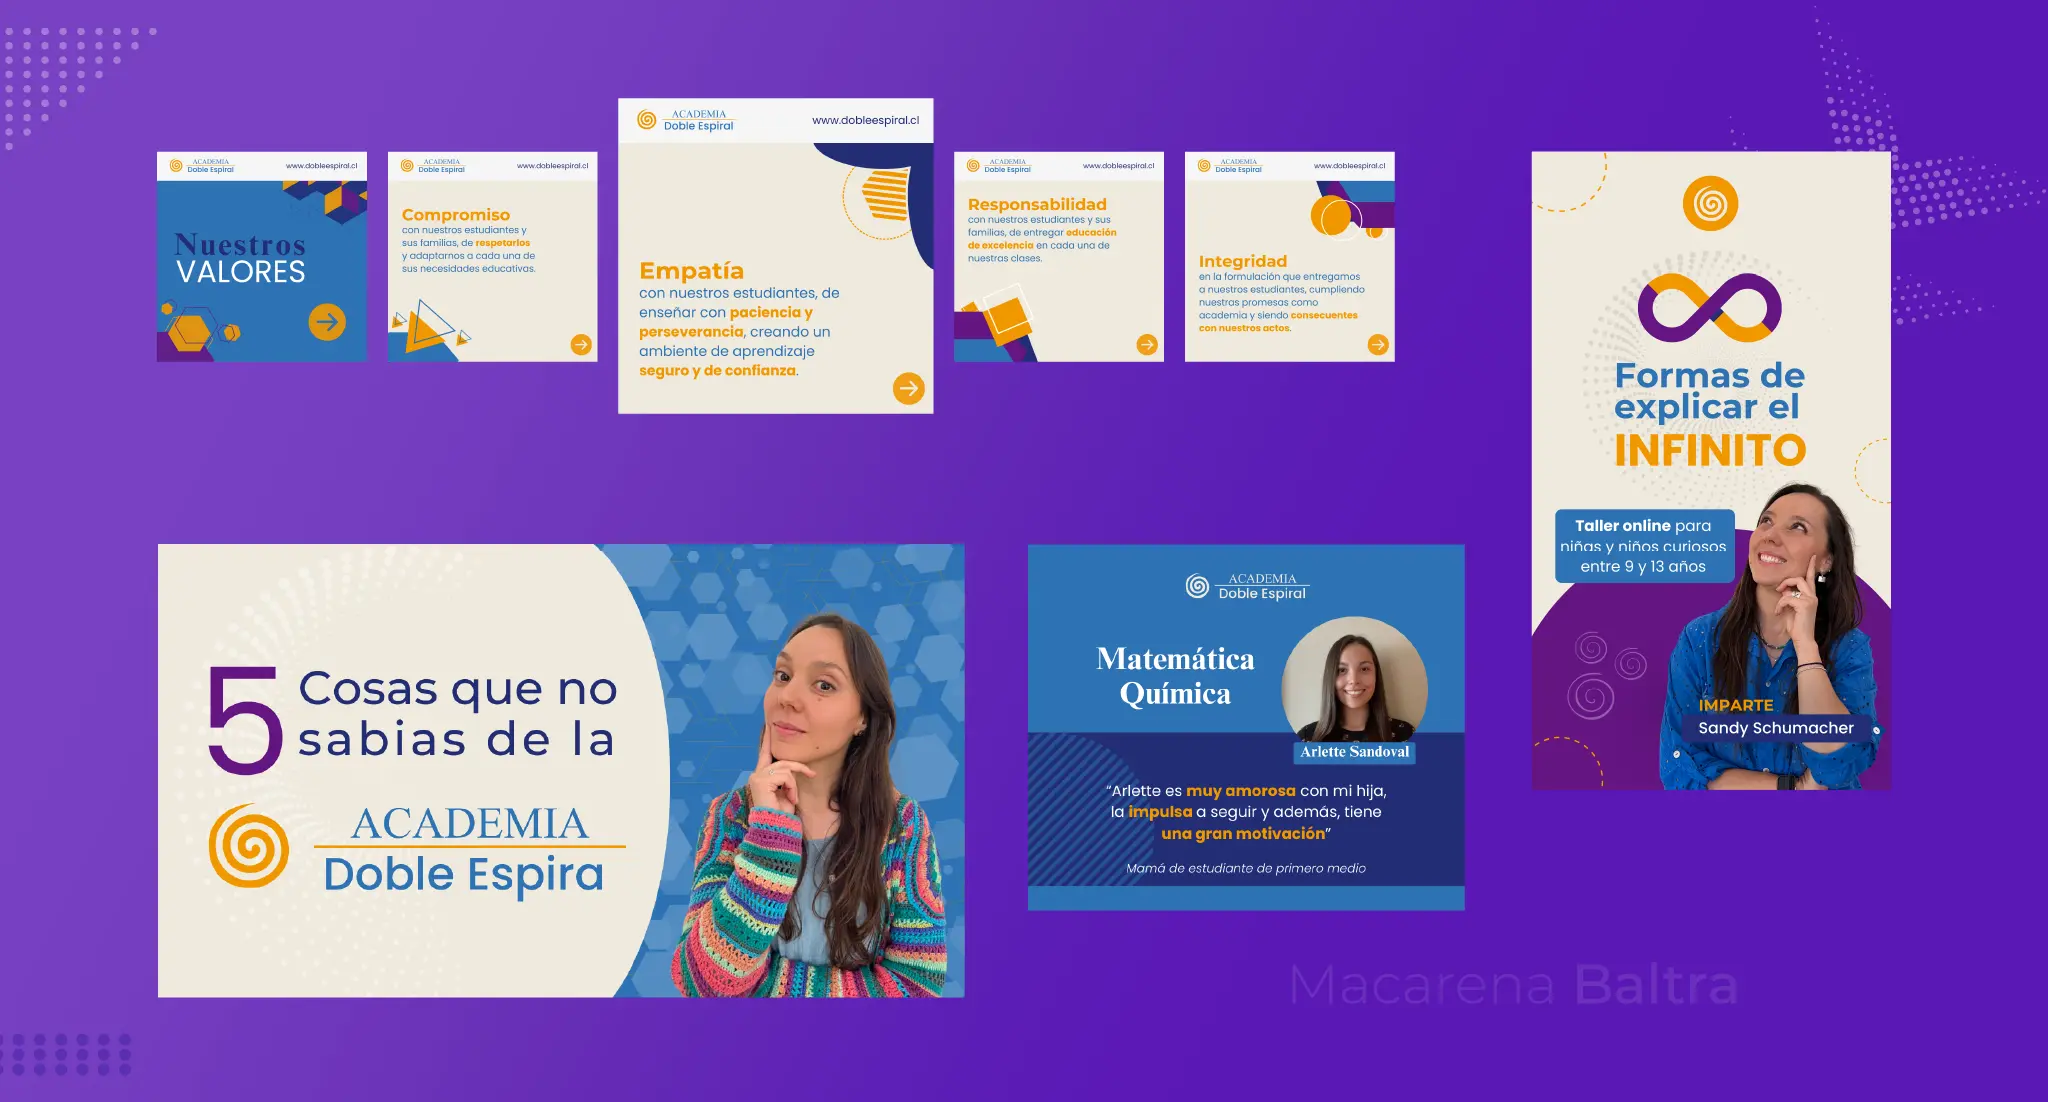 ACADEMIA
Doble Espiral
www.dobleespiral.cl
Nuestros
VALORES
ACADEMIA
Doble Espiral
www.dobleespiral.cl
Compromiso
con nuestros estudiantes y
sus familias, de respetarlos
y adaptarnos a cada una de
sus necesidades educativas.
ACADEMIA
Doble Espiral
www.dobleespiral.cl
Empatía
con nuestros estudiantes, de
enseñar con paciencia y
perseverancia, creando un
ambiente de aprendizaje
seguro y de confianza.
ACADEMIA
Doble Espiral
www.dobleespiral.cl
Responsabilidad
con nuestros estudiantes y sus
familias, de entregar educación
de excelencia en cada una de
nuestras clases.
ACADEMIA
Doble Espiral
www.dobleespiral.cl
Integridad
en la formulación que entregamos
a nuestros estudiantes, cumpliendo
nuestras promesas como
academia y siendo consecuentes
con nuestros actos.
Formas de
explicar el
INFINITO
Taller online para
niñas y niños curiosos
entre 9 y 13 años
IMPARTE
Sandy Schumacher
5 Cosas que no
sabias de la
ACADEMIA
Doble Espira
ACADEMIA
Doble Espiral
Matemática
Química
Arlette Sandoval
“Arlette es muy amorosa con mi hija,
la impulsa a seguir y además, tiene
una gran motivación”
Mamá de estudiante de primero medio
Macarena Baltra